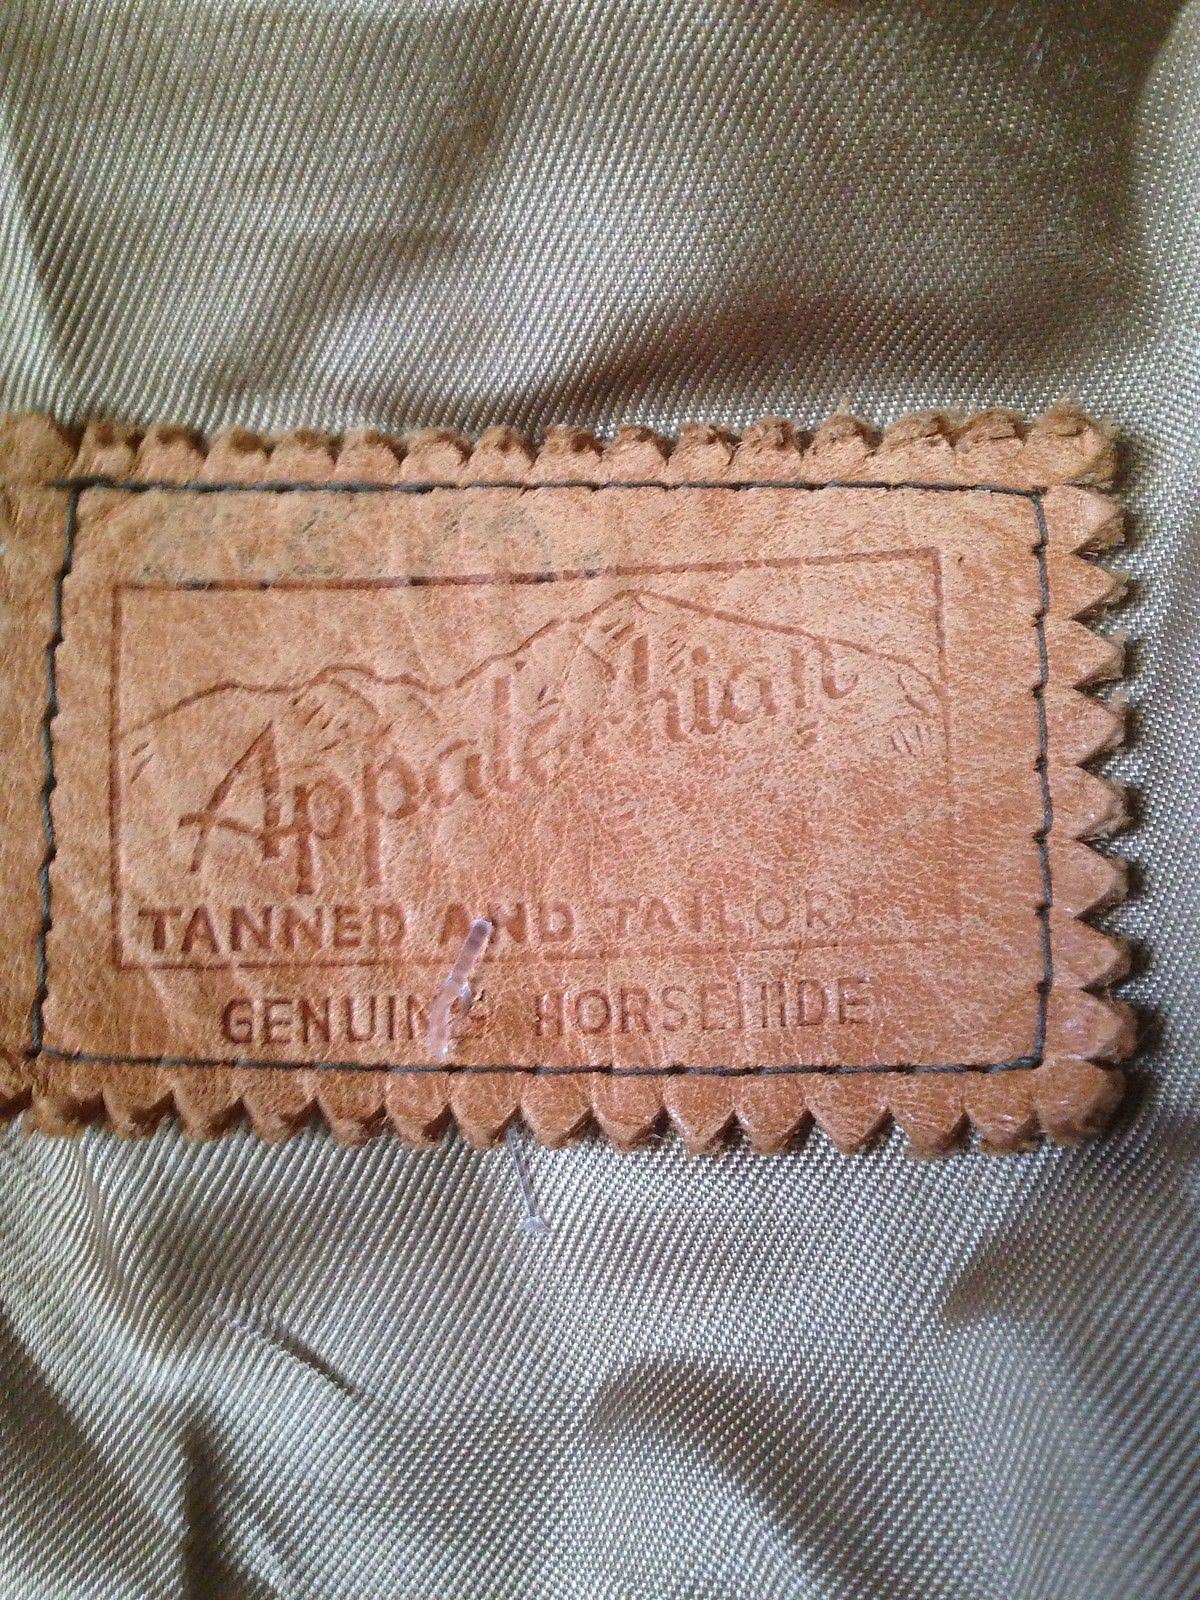 Appalachian
TANNED AND TAILOR
GENUINE HORSEHIDE